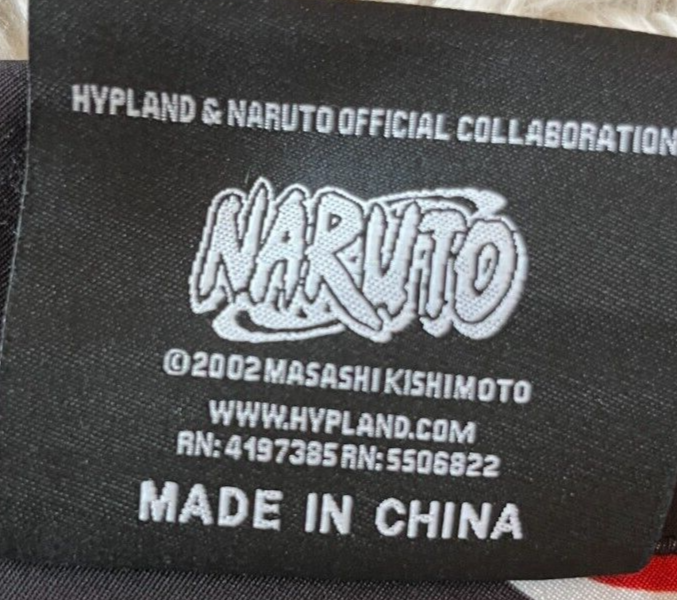 HYPLAND & NARUTO OFFICIAL COLLABORATION
NARUTO
©2002 MASASHI KISHIMOTO
WWW.HYPLAND.COM
RN: 4197385 RN: 5506822
MADE IN CHINA